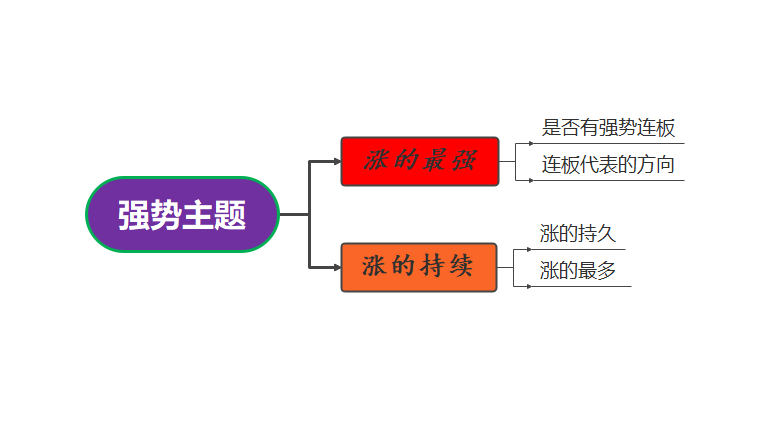 强势主题
涨的最强
是否有强势连板
连板代表的方向
涨的持续
涨的持久
涨的最多